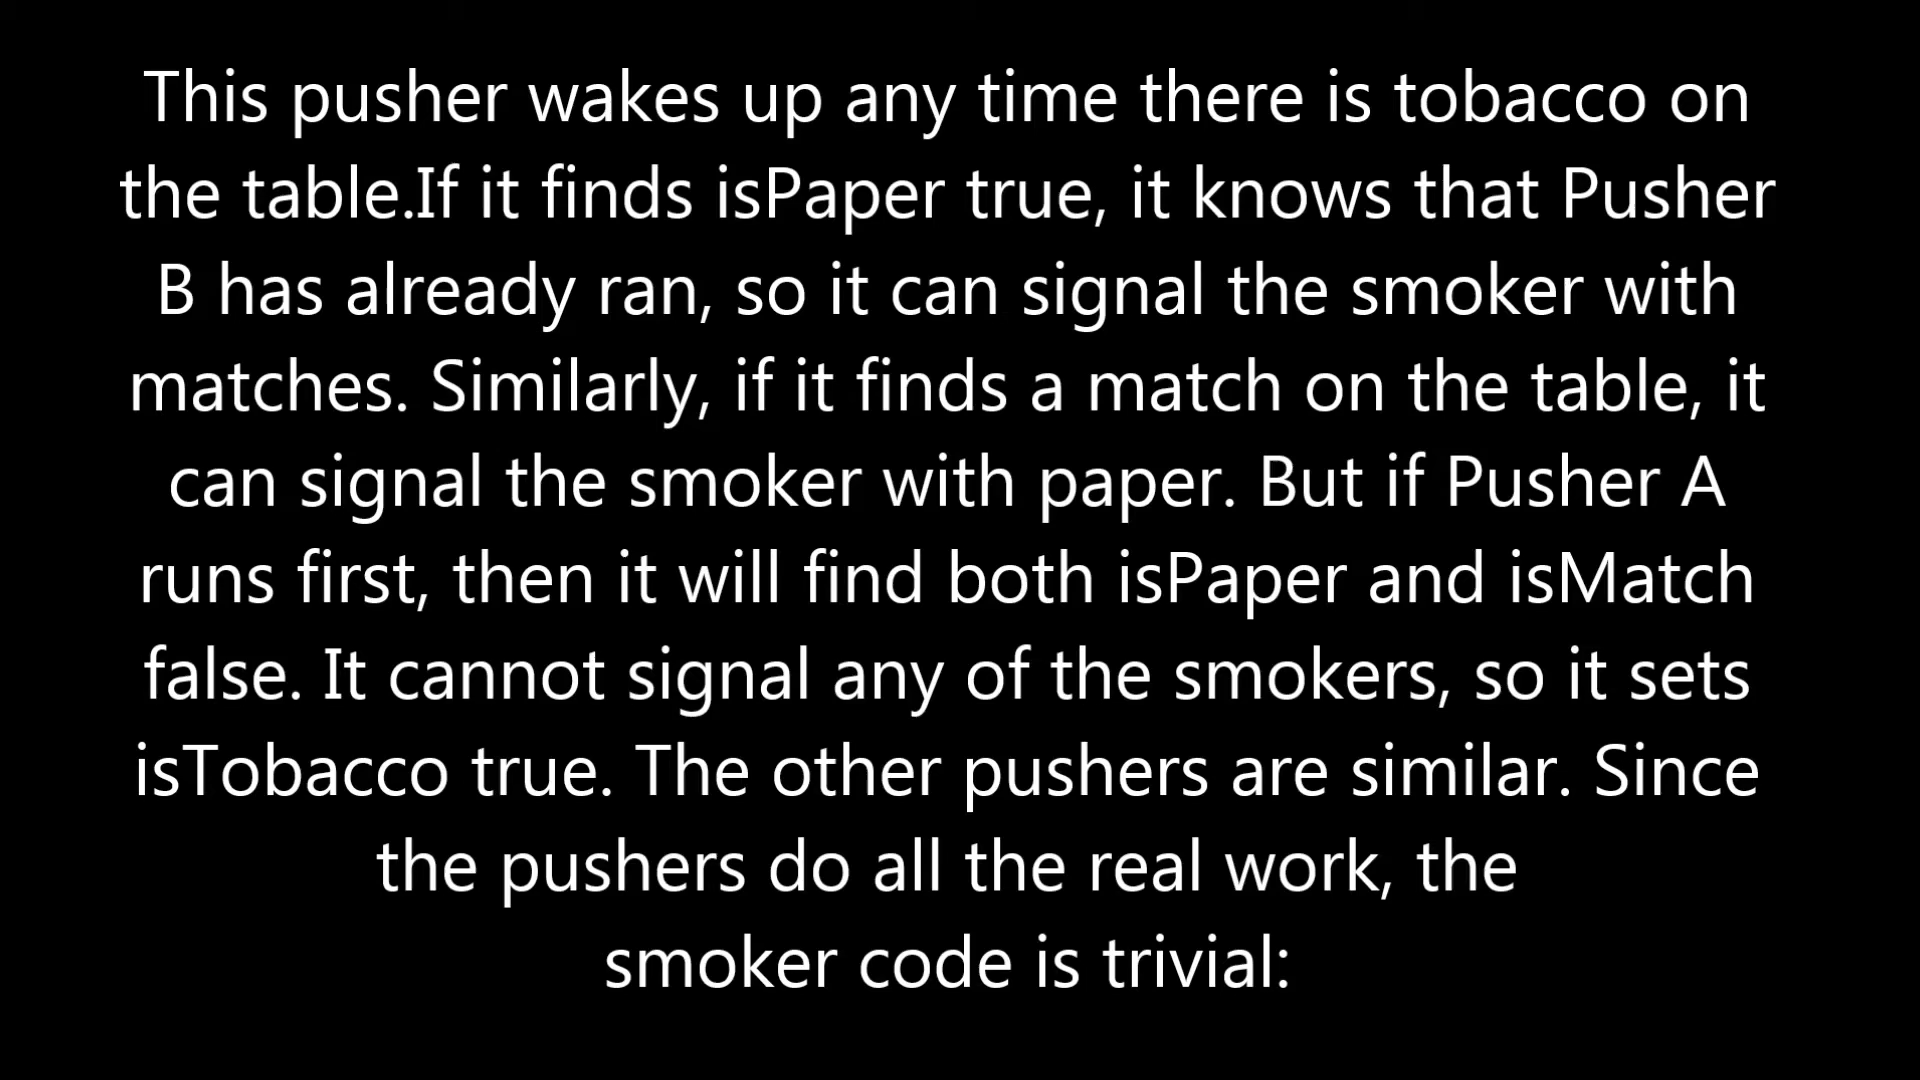 This pusher wakes up any time there is tobacco on
the table.If it finds isPaper true, it knows that Pusher
B has already ran, so it can signal the smoker with
matches. Similarly, if it finds a match on the table, it
can signal the smoker with paper. But if Pusher A
runs first, then it will find both isPaper and isMatch
false. It cannot signal any of the smokers, so it sets
isTobacco true. The other pushers are similar. Since
the pushers do all the real work, the
smoker code is trivial: